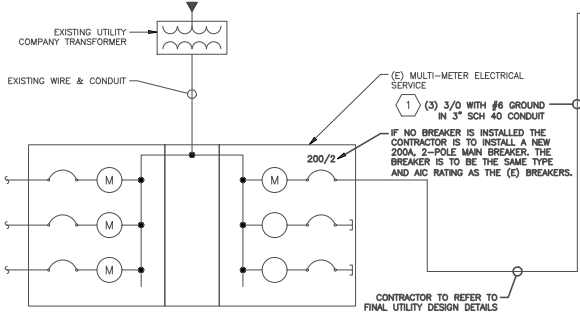 EXISTING UTILITY
COMPANY TRANSFORMER
EXISTING WIRE & CONDUIT
(E) MULTI-METER ELECTRICAL
SERVICE
1 (3) 3/0 WITH #6 GROUND
IN 3" SCH 40 CONDUIT
200/2
IF NO BREAKER IS INSTALLED THE
CONTRACTOR IS TO INSTALL A NEW
200A, 2-POLE MAIN BREAKER. THE
BREAKER IS TO BE THE SAME TYPE
AND AIC RATING AS THE (E) BREAKERS.
M M
M
M
CONTRACTOR TO REFER TO
FINAL UTILITY DESIGN DETAILS